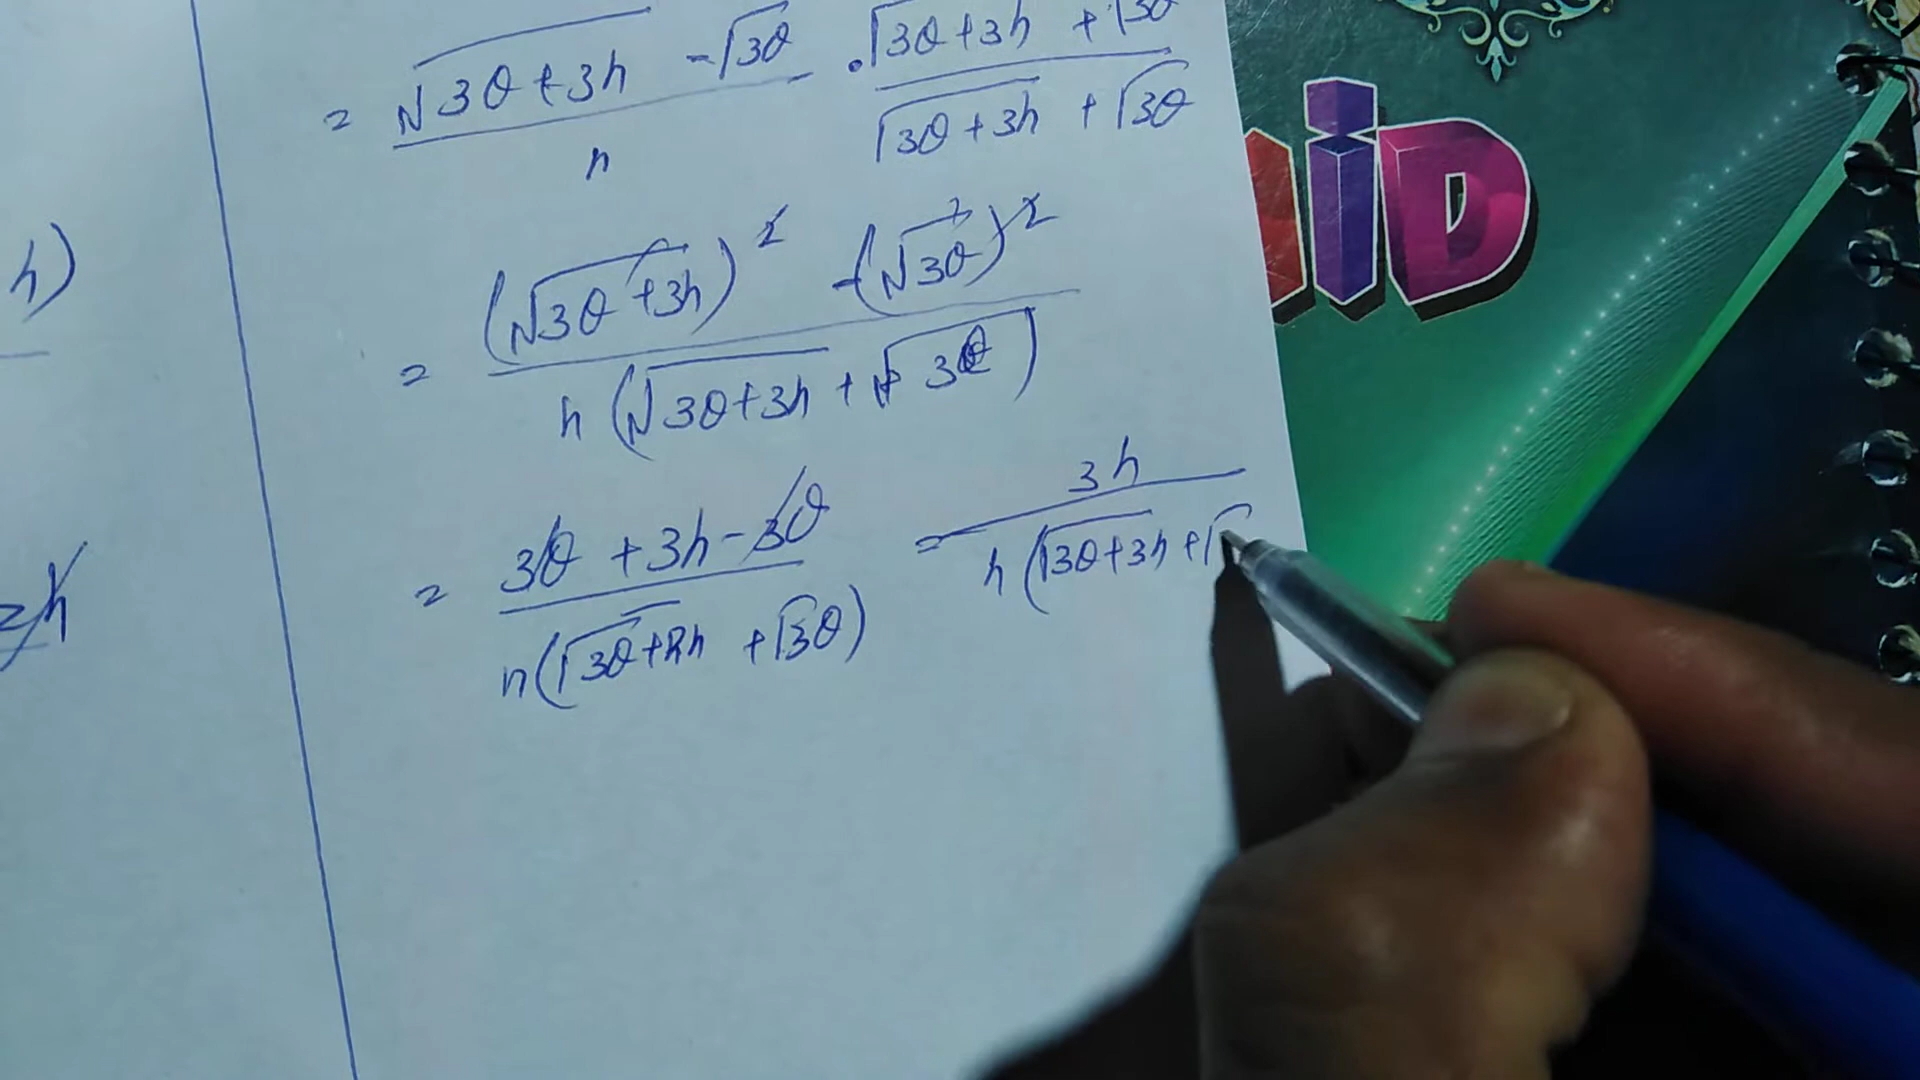 = √3θ+3h - √3θ / h . √3θ+3h + √3θ / √3θ+3h + √3θ
h)
= (√3θ+3h)² - (√3θ)² / h (√3θ+3h + √3θ)
= 3θ + 3h - 3θ / h(√3θ+3h + √3θ) = 3h / h (√3θ+3h + √
=h
iD